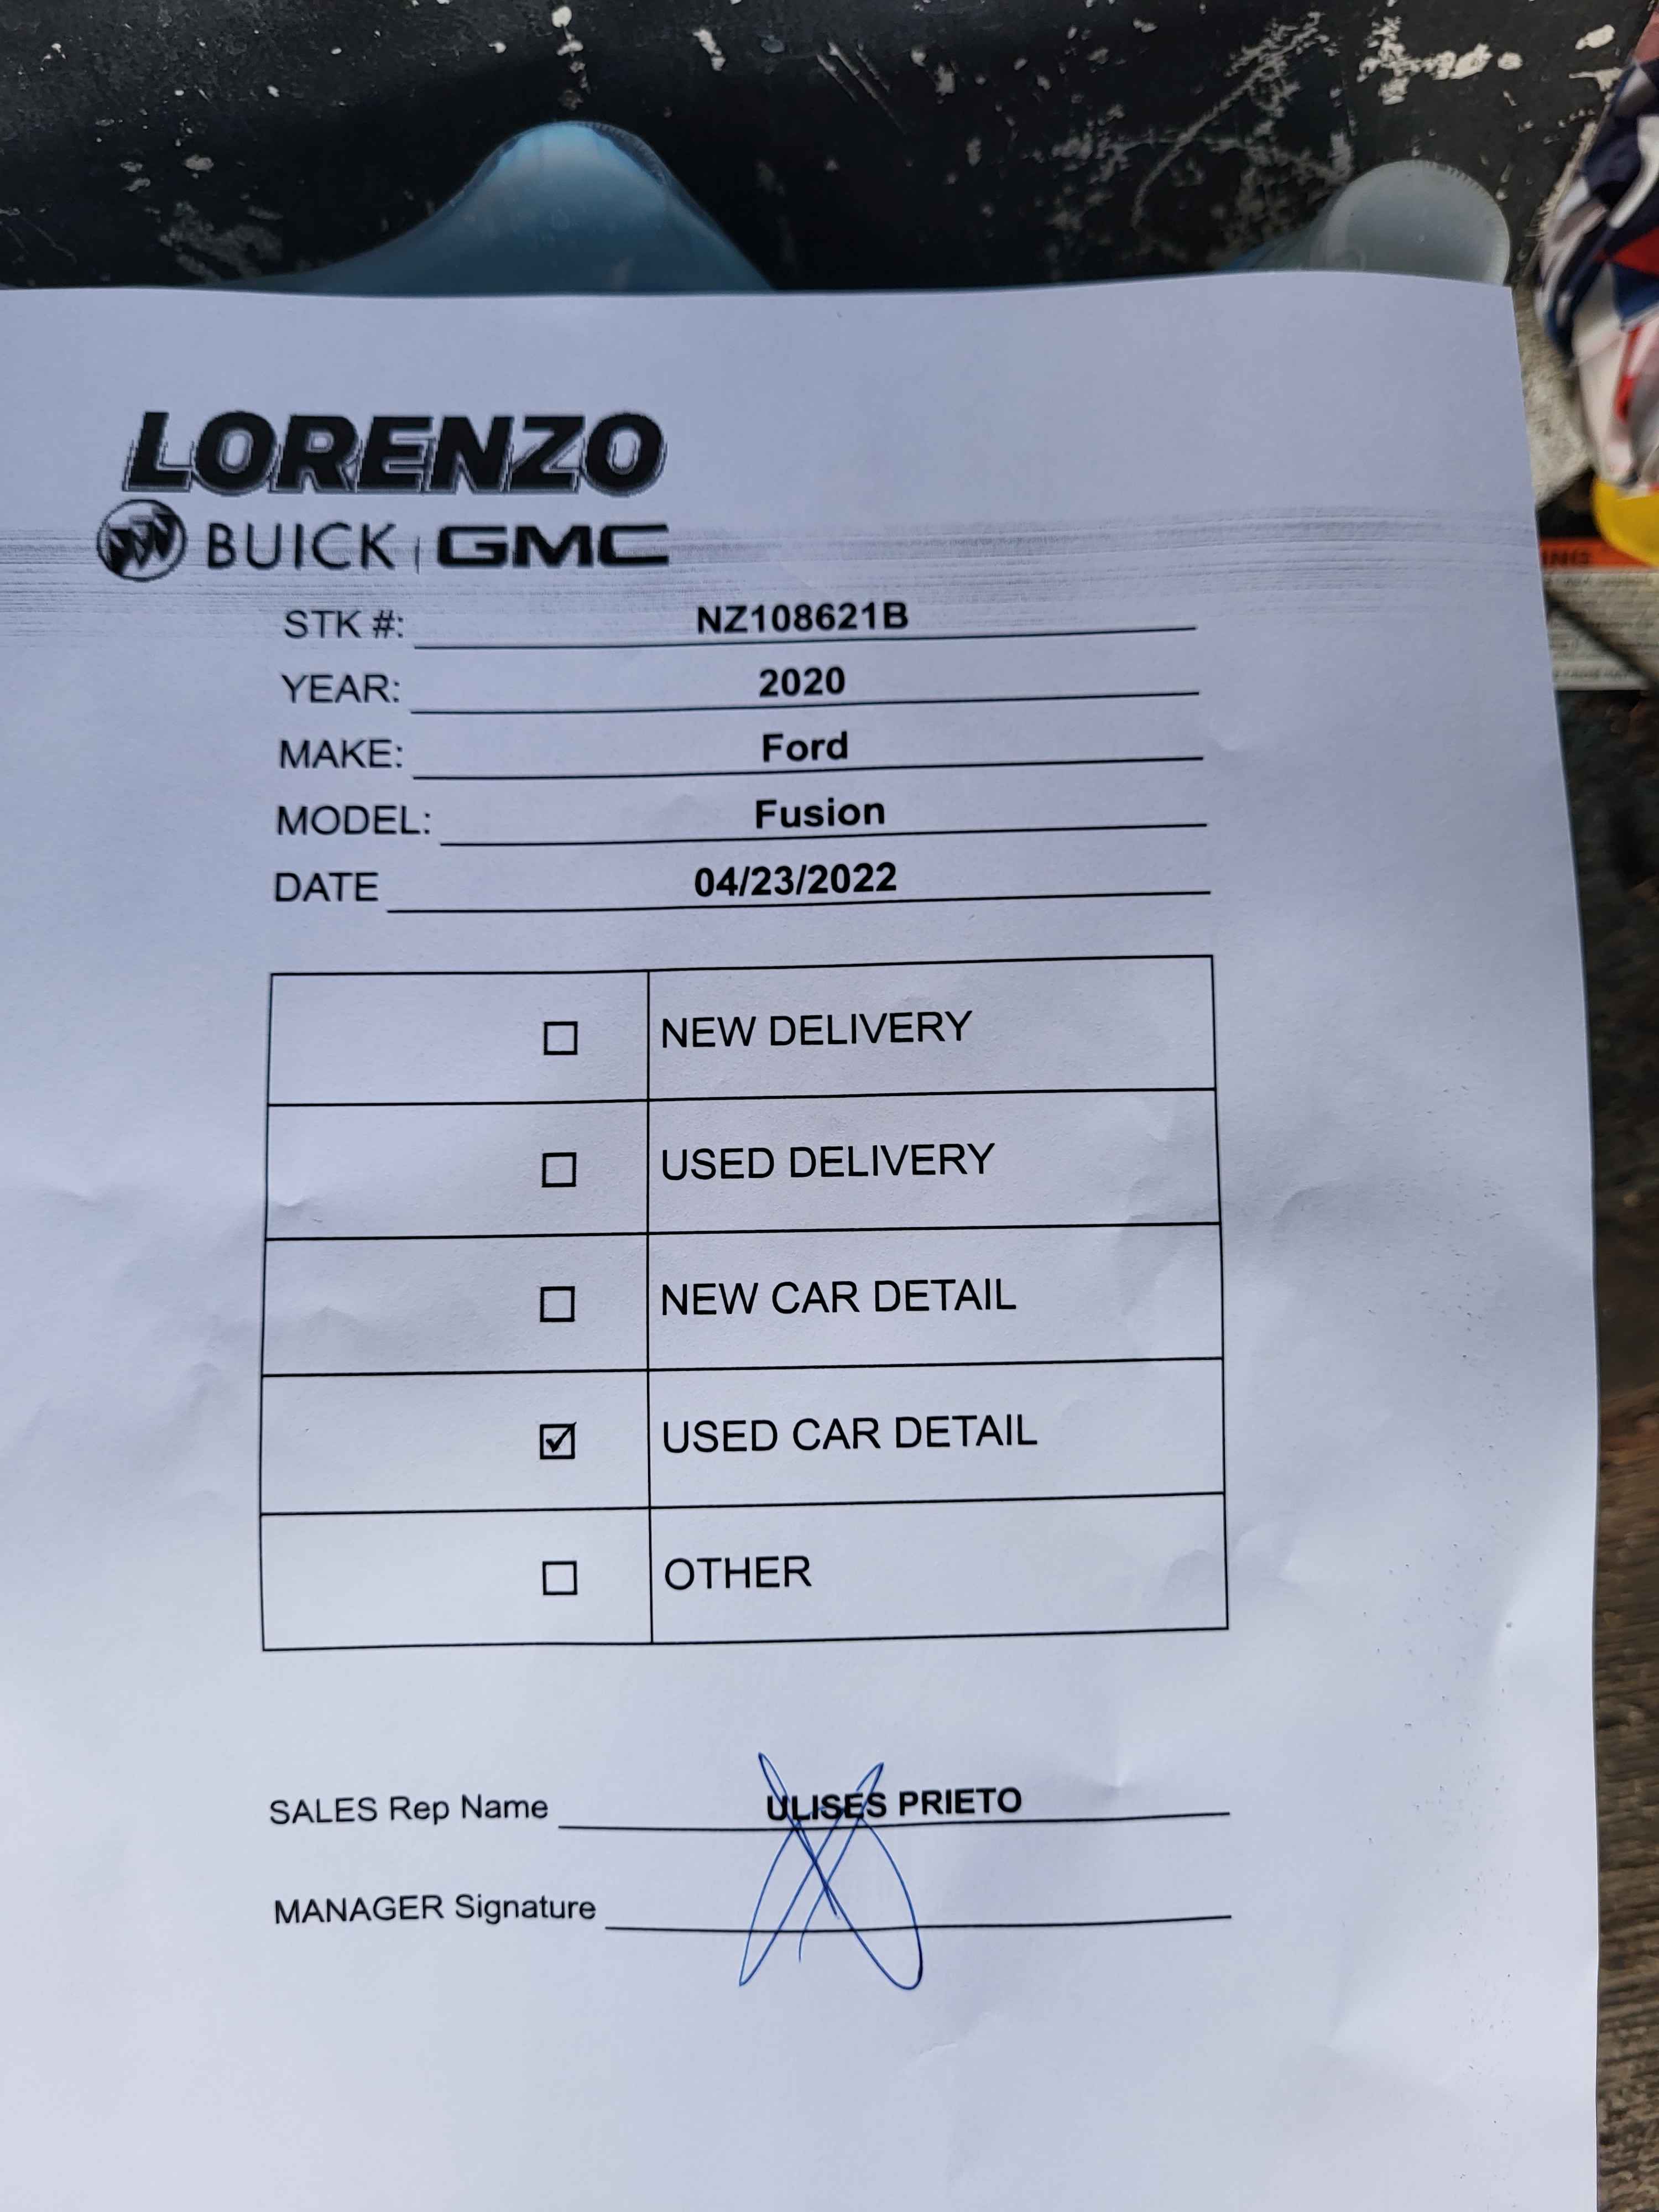 LORENZO
BUICK | GMC
STK #: NZ108621B
YEAR: 2020
MAKE: Ford
MODEL: Fusion
DATE 04/23/2022
☐ NEW DELIVERY
☐ USED DELIVERY
☐ NEW CAR DETAIL
☑ USED CAR DETAIL
☐ OTHER
SALES Rep Name ULISES PRIETO
MANAGER Signature